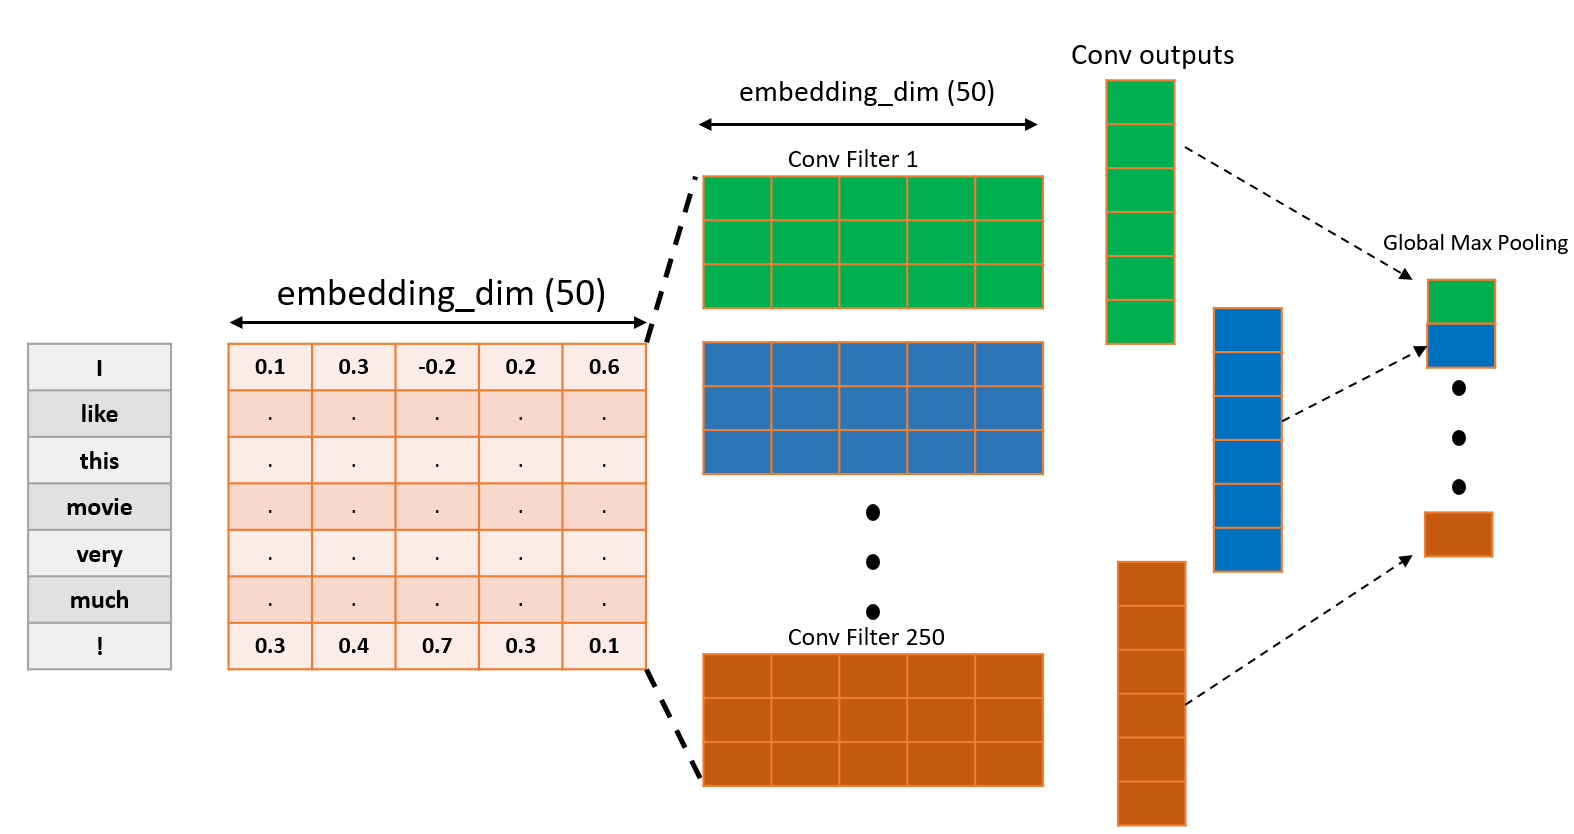 Conv outputs
embedding_dim (50)
Conv Filter 1
Global Max Pooling
embedding_dim (50)
I 0.1 0.3 -0.2 0.2 0.6
like . . . . .
this . . . . .
movie . . . . .
very . . . . .
much . . . . .
! 0.3 0.4 0.7 0.3 0.1
Conv Filter 250